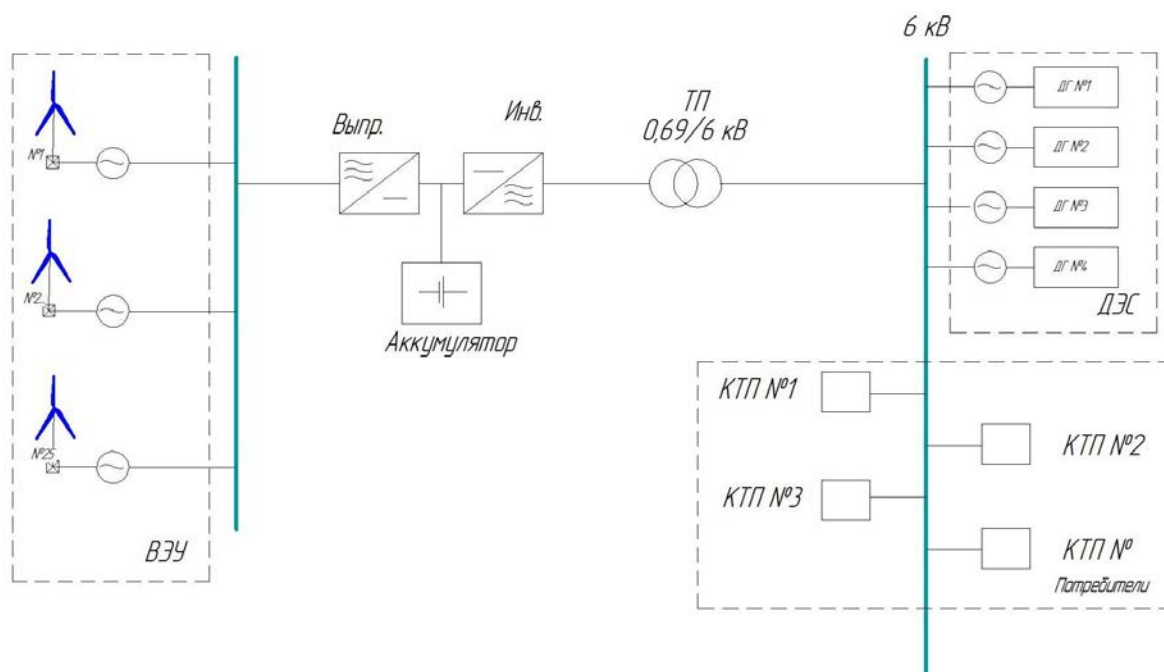 6 кВ
ТП
0,69/6 кВ
Выпр.
Инв.
ДГ №1
ДГ №2
ДГ №3
ДГ №4
ДЭС
№1
№2
№25
ВЭУ
Аккумулятор
КТП №1
КТП №2
КТП №3
КТП №
Потребители